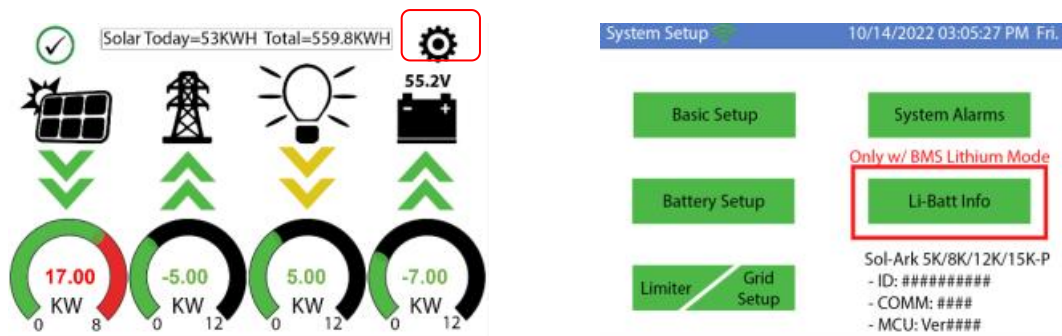 Solar Today=53KWH Total=559.8KWH
55.2V
- +
17.00
KW
0 8
-5.00
KW
0 12
5.00
KW
0 12
-7.00
KW
0 12
System Setup 10/14/2022 03:05:27 PM Fri.
Basic Setup
System Alarms
Only w/ BMS Lithium Mode
Battery Setup
Li-Batt Info
Limiter
Grid
Setup
Sol-Ark 5K/8K/12K/15K-P
- ID: ##########
- COMM: ####
- MCU: Ver####